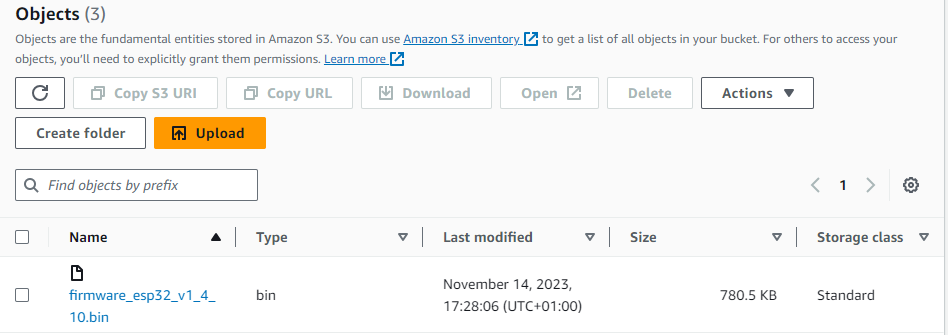 Objects (3)
Objects are the fundamental entities stored in Amazon S3. You can use Amazon S3 inventory to get a list of all objects in your bucket. For others to access your
objects, you'll need to explicitly grant them permissions. Learn more
Copy S3 URI Copy URL Download Open Delete Actions
Create folder Upload
Find objects by prefix 1
Name Type Last modified Size Storage class
firmware_esp32_v1_4_ bin November 14, 2023, 780.5 KB Standard
10.bin 17:28:06 (UTC+01:00)